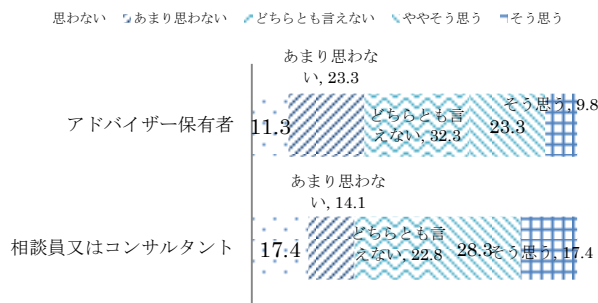 思わない あまり思わない どちらとも言えない ややそう思う そう思う
あまり思わな
い, 23.3
アドバイザー保有者
11.3
どちらとも言
えない, 32.3
23.3
そう思う, 9.8
あまり思わな
い, 14.1
相談員又はコンサルタント
17.4
どちらとも言
えない, 22.8
28.3
そう思う, 17.4